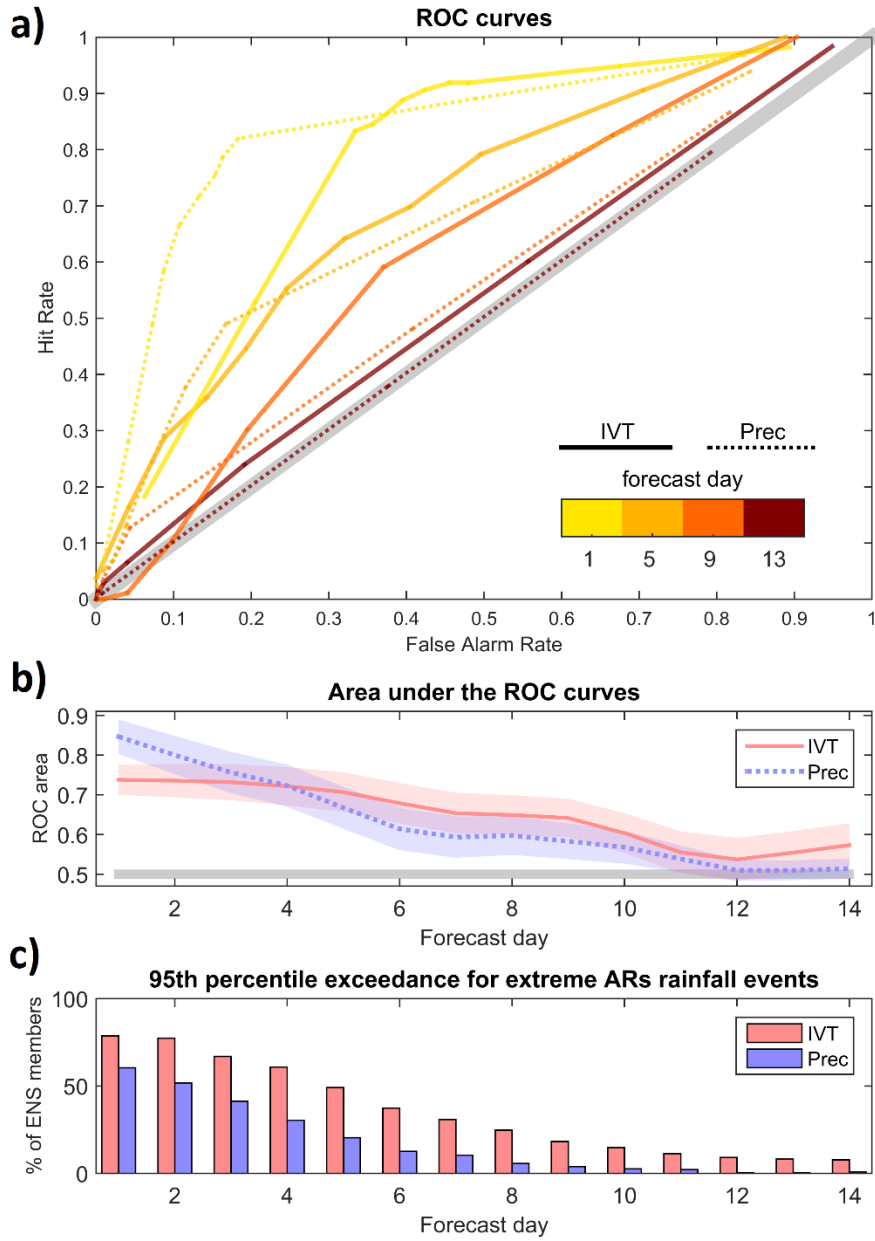 a)
ROC curves
1
0.9
0.8
0.7
0.6
0.5
0.4
0.3
0.2
0.1
0
Hit Rate
IVT Prec
forecast day
1 5 9 13
0 0.1 0.2 0.3 0.4 0.5 0.6 0.7 0.8 0.9 1
False Alarm Rate
b)
Area under the ROC curves
0.9
0.8
0.7
0.6
0.5
ROC area
IVT
Prec
2 4 6 8 10 12 14
Forecast day
c)
95th percentile exceedance for extreme ARs rainfall events
100
50
0
% of ENS members
IVT
Prec
2 4 6 8 10 12 14
Forecast day